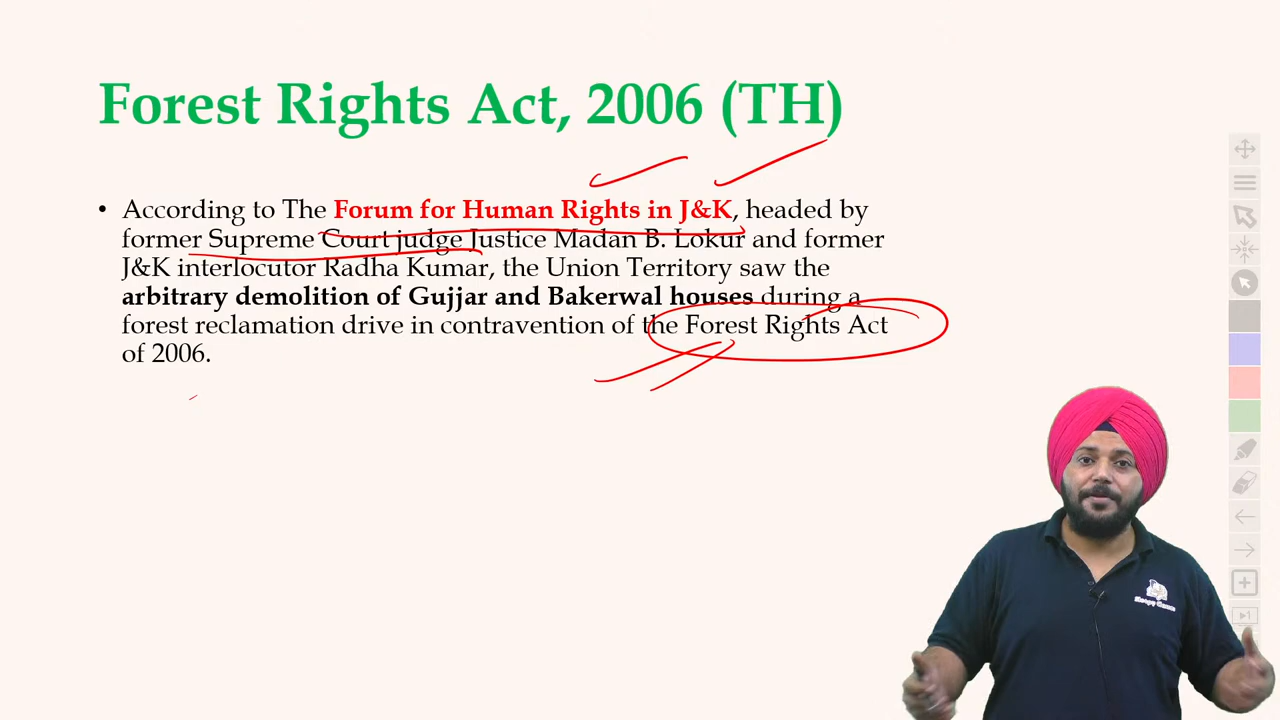 Forest Rights Act, 2006 (TH)
• According to The Forum for Human Rights in J&K, headed by
former Supreme Court judge Justice Madan B. Lokur and former
J&K interlocutor Radha Kumar, the Union Territory saw the
arbitrary demolition of Gujjar and Bakerwal houses during a
forest reclamation drive in contravention of the Forest Rights Act
of 2006.